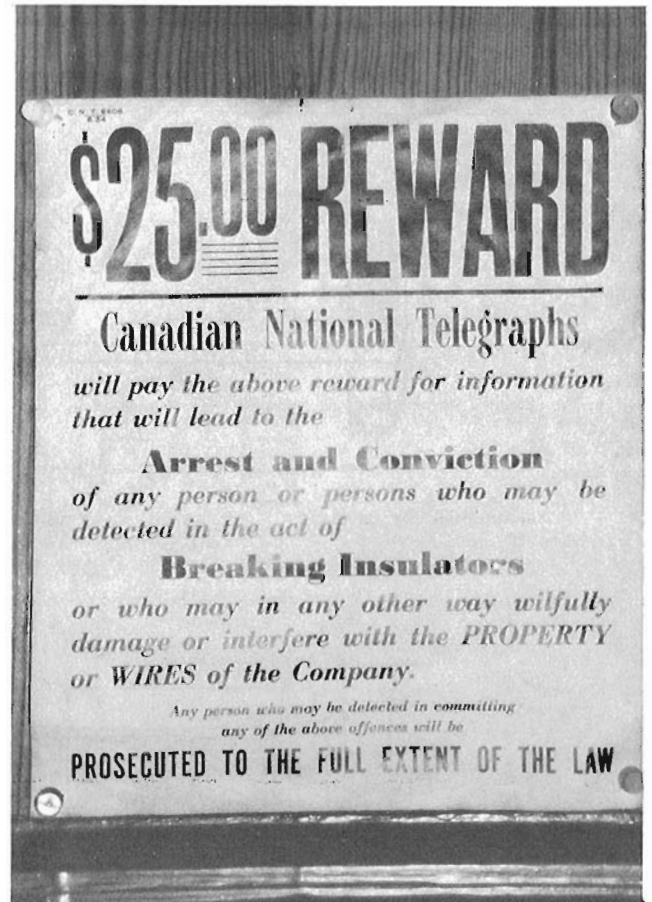 C.N.T. 6606
6-34
$25.00 REWARD
Canadian National Telegraphs
will pay the above reward for information
that will lead to the
Arrest and Conviction
of any person or persons who may be
detected in the act of
Breaking Insulators
or who may in any other way wilfully
damage or interfere with the PROPERTY
or WIRES of the Company.
Any person who may be detected in committing
any of the above offences will be
PROSECUTED TO THE FULL EXTENT OF THE LAW